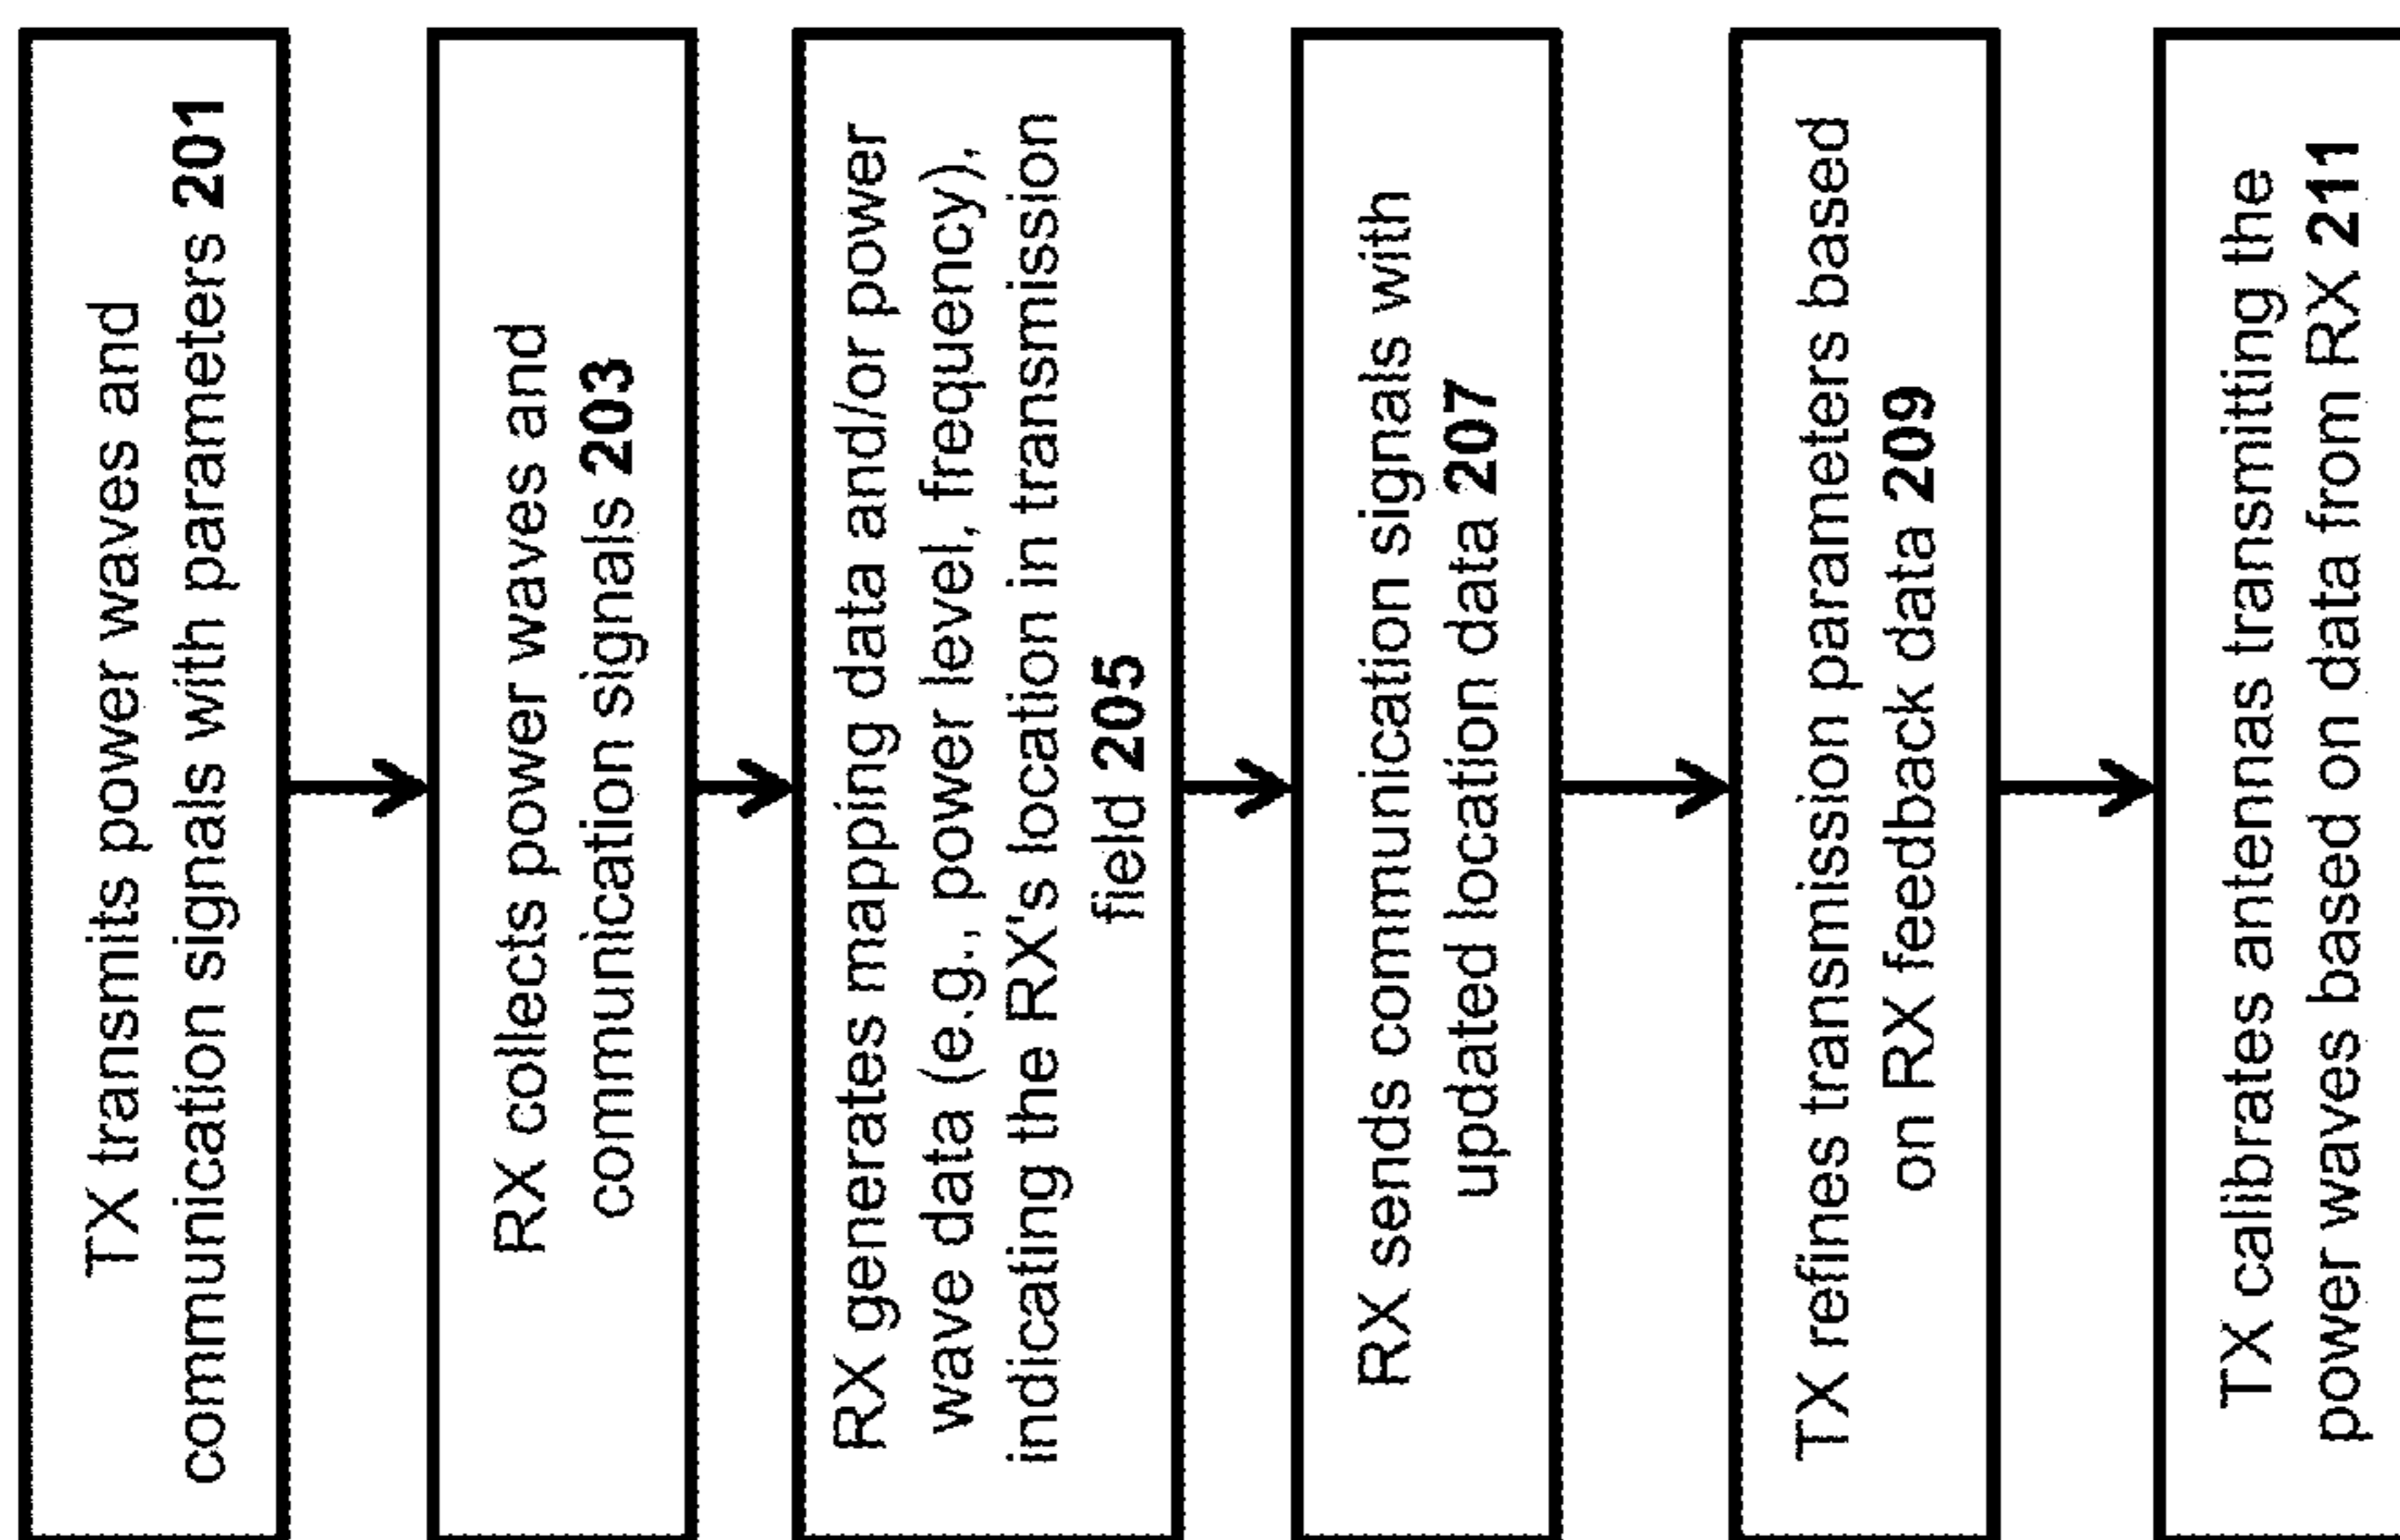 TX transmits power waves and
communication signals with parameters 201
RX collects power waves and
communication signals 203
RX generates mapping data and/or power
wave data (e.g., power level, frequency),
indicating the RX's location in transmission
field 205
RX sends communication signals with
updated location data 207
TX refines transmission parameters based
on RX feedback data 209
TX calibrates antennas transmitting the
power waves based on data from RX 211